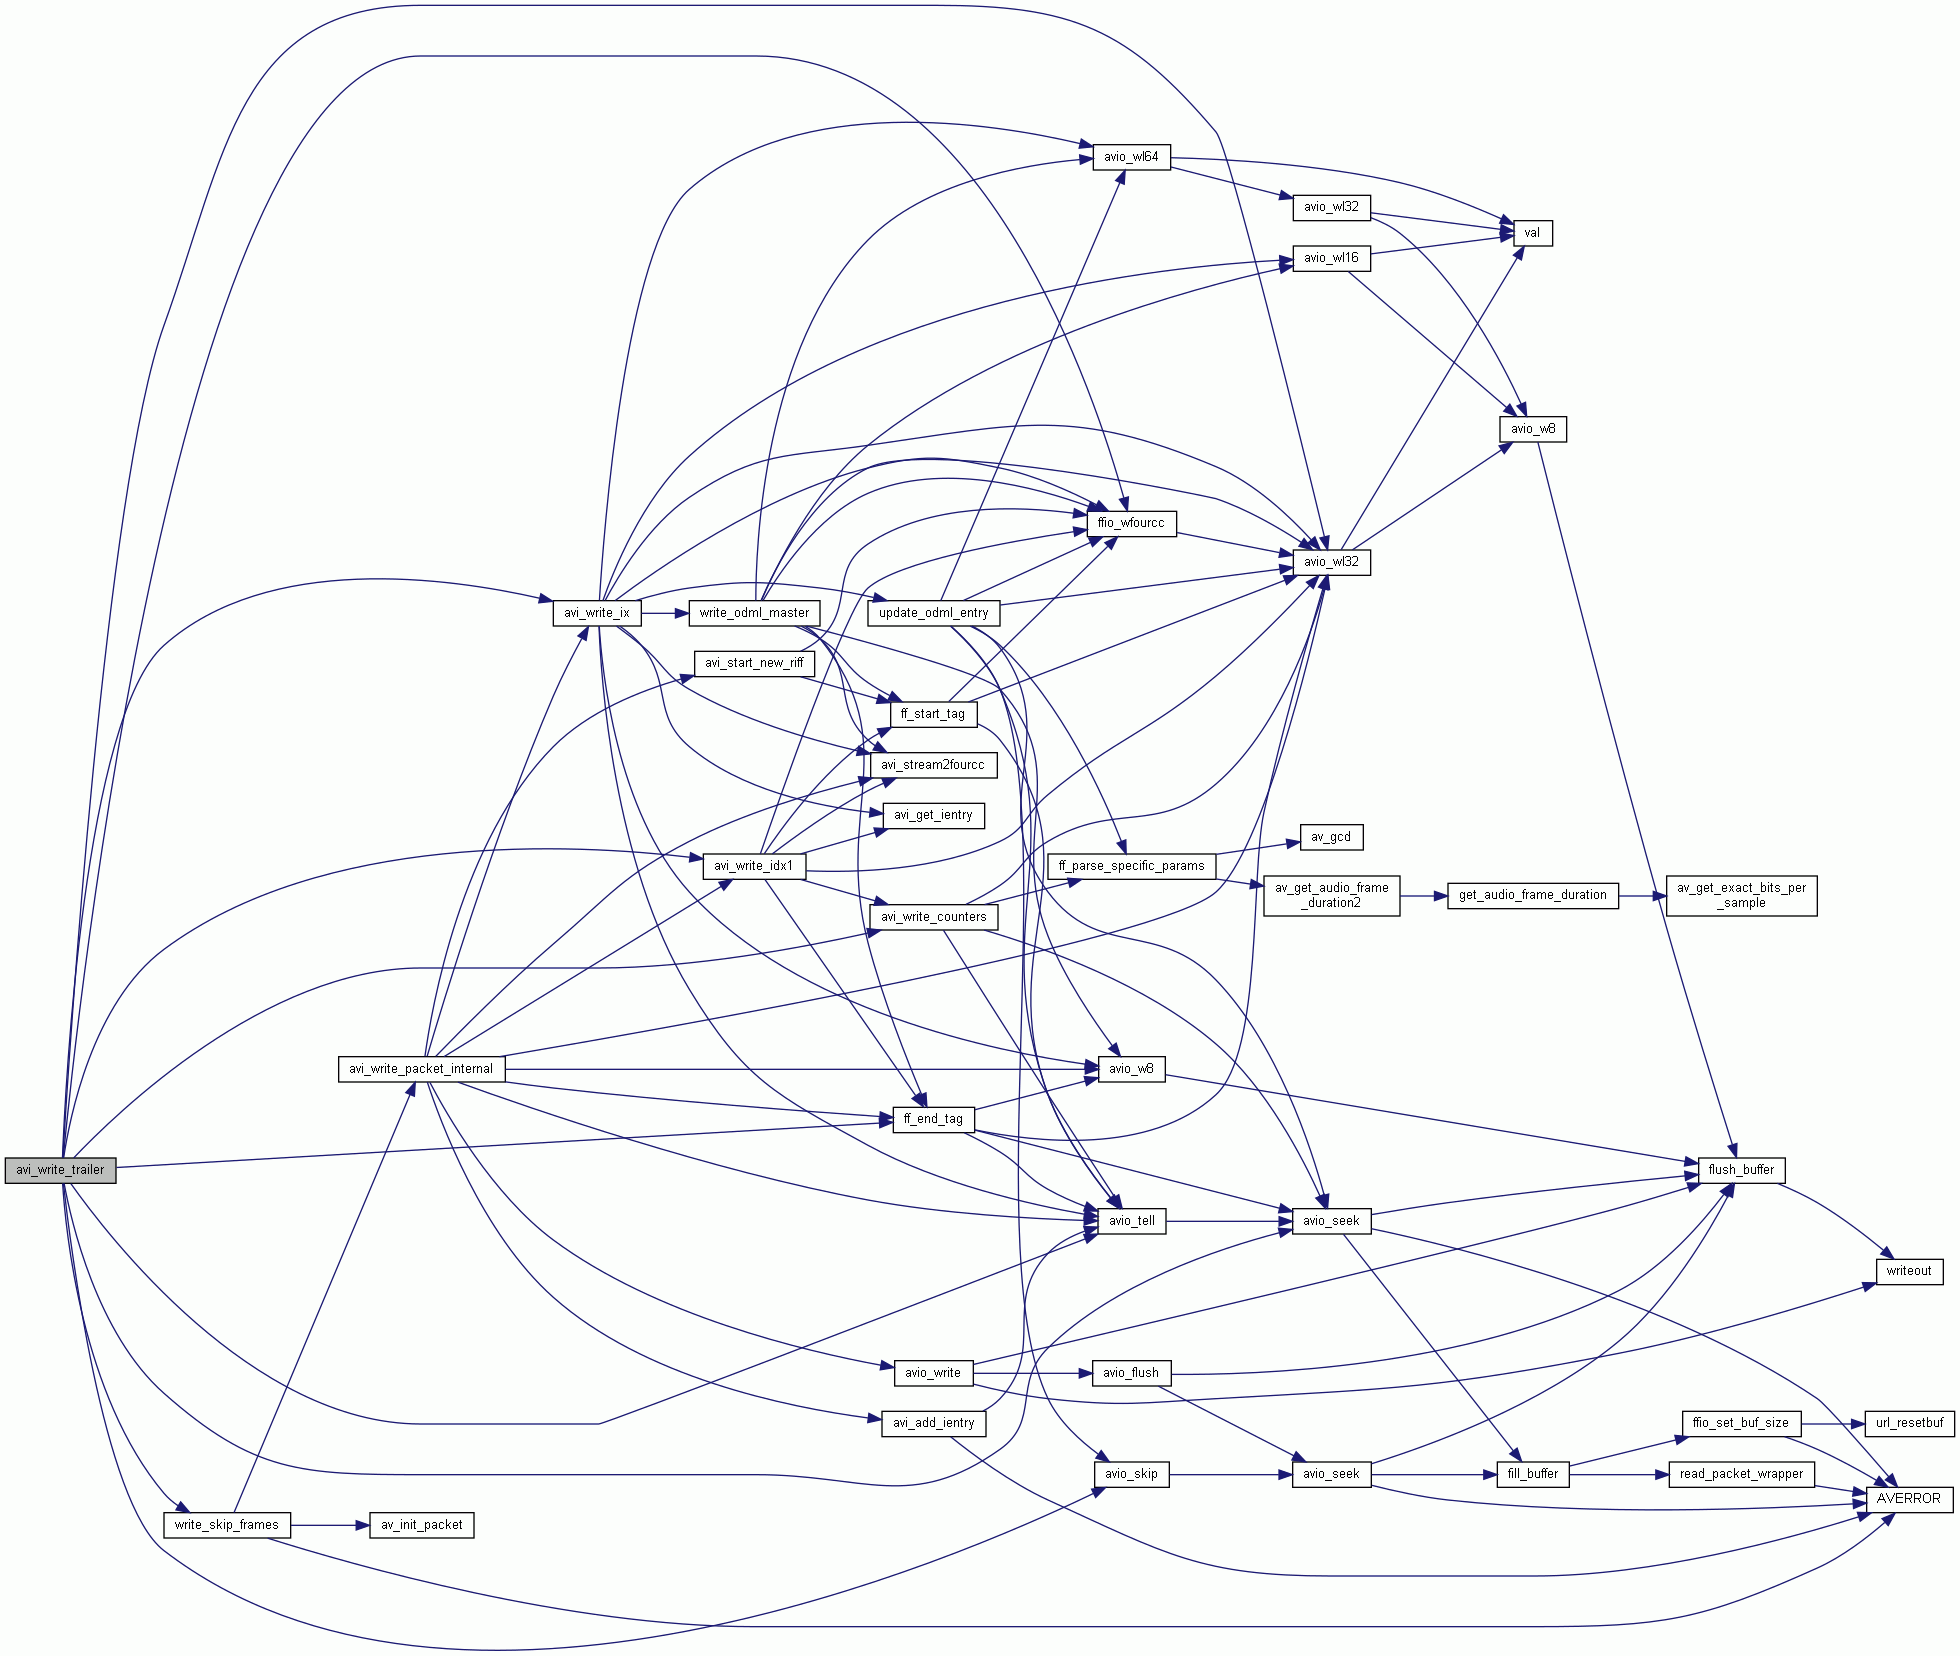 avio_wl64
avio_wl32
val
avio_wl16
avio_w8
ffio_wfourcc
avio_wl32
avi_write_ix
write_odml_master
update_odml_entry
avi_start_new_riff
ff_start_tag
avi_stream2fourcc
avi_get_ientry
av_gcd
avi_write_idx1
ff_parse_specific_params
av_get_audio_frame
_duration2
get_audio_frame_duration
av_get_exact_bits_per
_sample
avi_write_counters
avi_write_packet_internal
avio_w8
ff_end_tag
avi_write_trailer
flush_buffer
avio_tell
avio_seek
writeout
avio_write
avio_flush
avi_add_ientry
ffio_set_buf_size
url_resetbuf
avio_skip
avio_seek
fill_buffer
read_packet_wrapper
AVERROR
write_skip_frames
av_init_packet